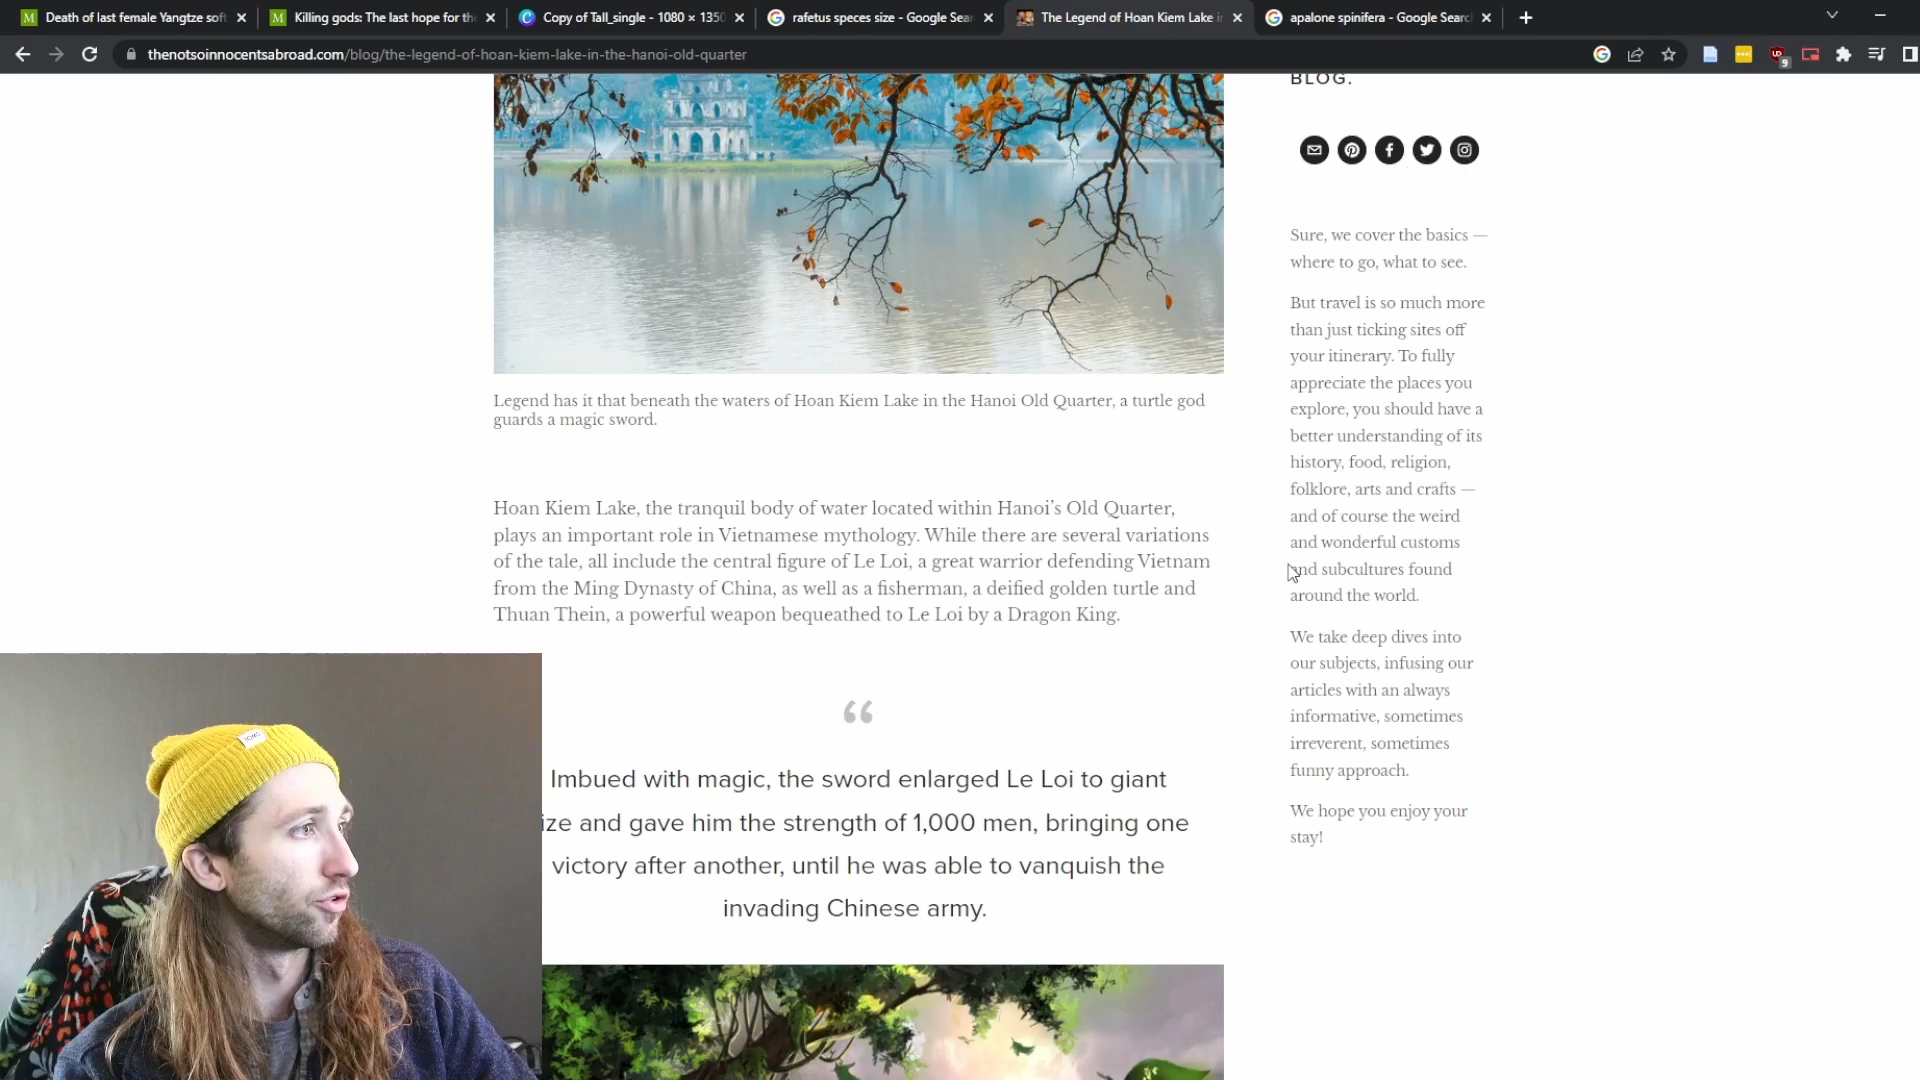 Death of last female Yangtze sof
Killing gods: The last hope for th
Copy of Tall_single - 1080 × 1350
rafetus speces size - Google Sear
The Legend of Hoan Kiem Lake i
apalone spinifera - Google Search
thenotsoinnocentsabroad.com/blog/the-legend-of-hoan-kiem-lake-in-the-hanoi-old-quarter
9
BLOG.
Sure, we cover the basics —
where to go, what to see.
But travel is so much more
than just ticking sites off
your itinerary. To fully
appreciate the places you
explore, you should have a
better understanding of its
history, food, religion,
folklore, arts and crafts —
and of course the weird
and wonderful customs
and subcultures found
around the world.
We take deep dives into
our subjects, infusing our
articles with an always
informative, sometimes
irreverent, sometimes
funny approach.
We hope you enjoy your
stay!
Legend has it that beneath the waters of Hoan Kiem Lake in the Hanoi Old Quarter, a turtle god
guards a magic sword.
Hoan Kiem Lake, the tranquil body of water located within Hanoi’s Old Quarter,
plays an important role in Vietnamese mythology. While there are several variations
of the tale, all include the central figure of Le Loi, a great warrior defending Vietnam
from the Ming Dynasty of China, as well as a fisherman, a deified golden turtle and
Thuan Thein, a powerful weapon bequeathed to Le Loi by a Dragon King.
“
Imbued with magic, the sword enlarged Le Loi to giant
ize and gave him the strength of 1,000 men, bringing one
victory after another, until he was able to vanquish the
invading Chinese army.